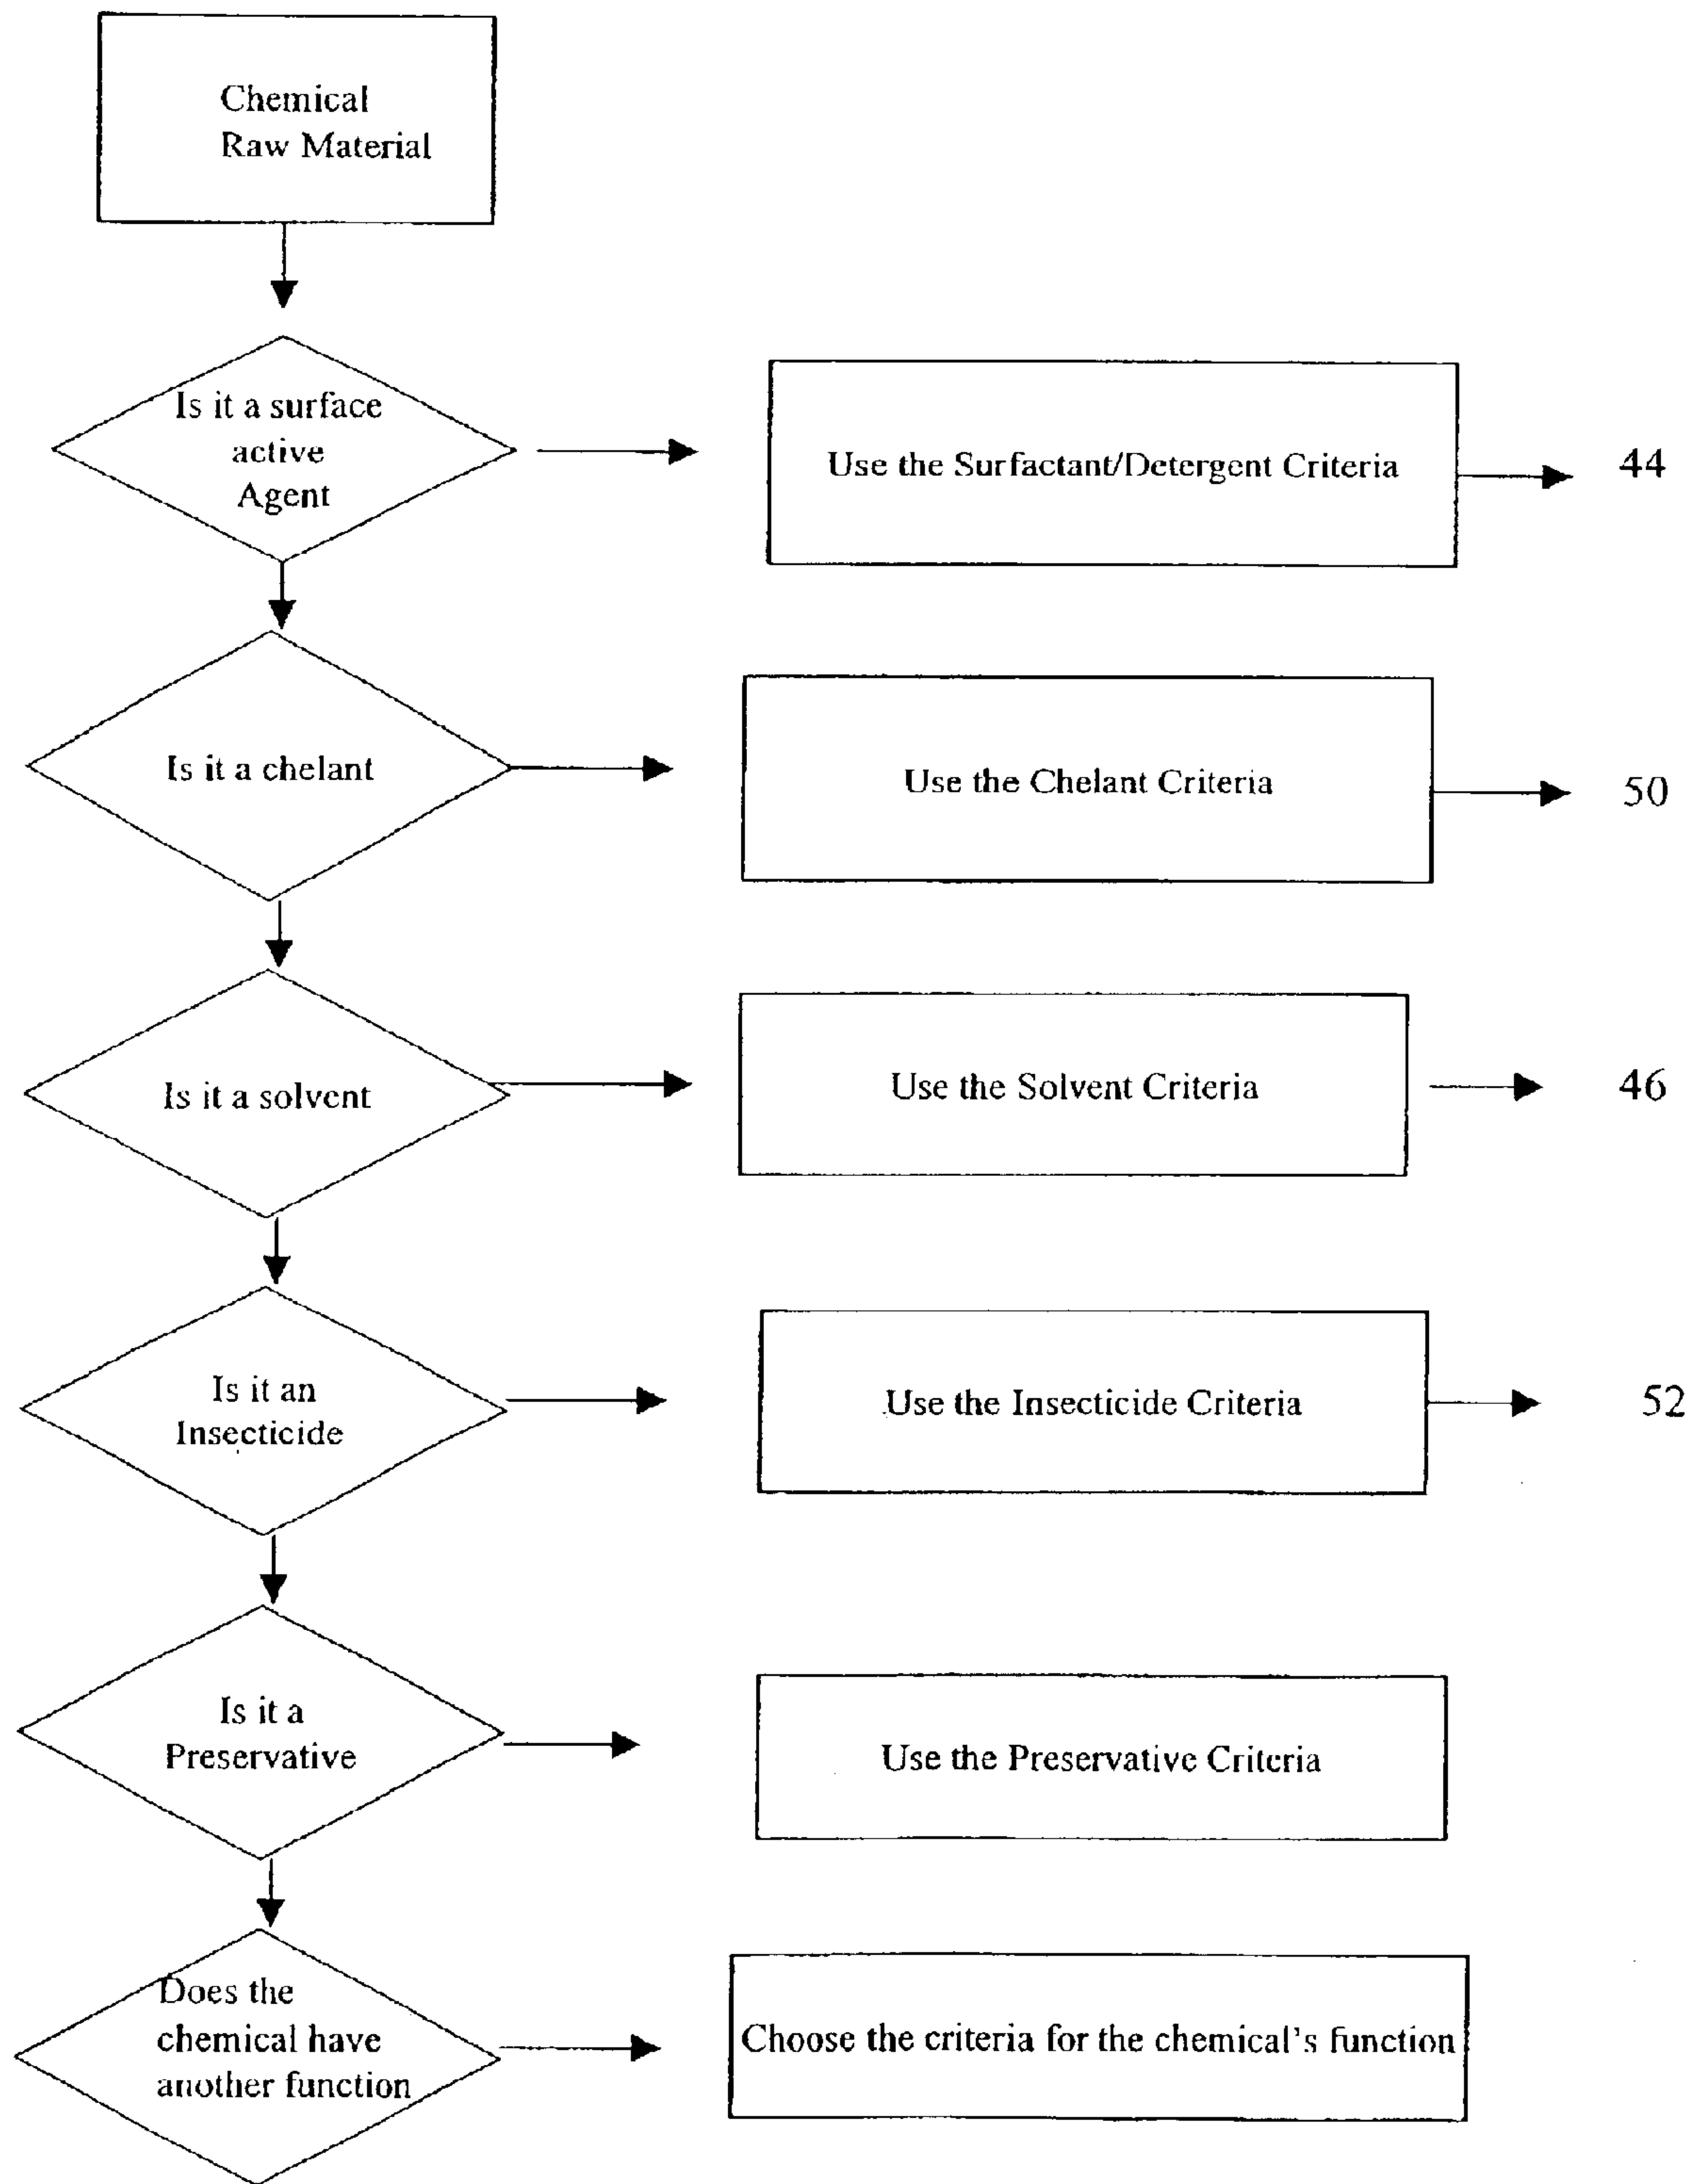 Chemical
Raw Material
Is it a surface
active
Agent
Use the Surfactant/Detergent Criteria
44
Is it a chelant
Use the Chelant Criteria
50
Is it a solvent
Use the Solvent Criteria
46
Is it an
Insecticide
Use the Insecticide Criteria
52
Is it a
Preservative
Use the Preservative Criteria
Does the
chemical have
another function
Choose the criteria for the chemical's function